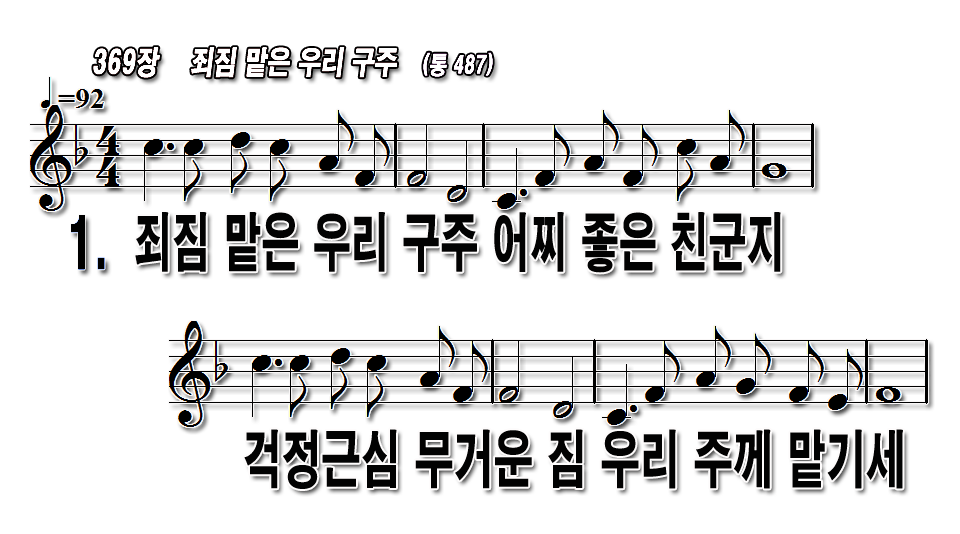 369장 죄짐 맡은 우리 구주 (통 487)
♩=92
4
4
1. 죄짐 맡은 우리 구주 어찌 좋은 친군지
걱정근심 무거운 짐 우리 주께 맡기세